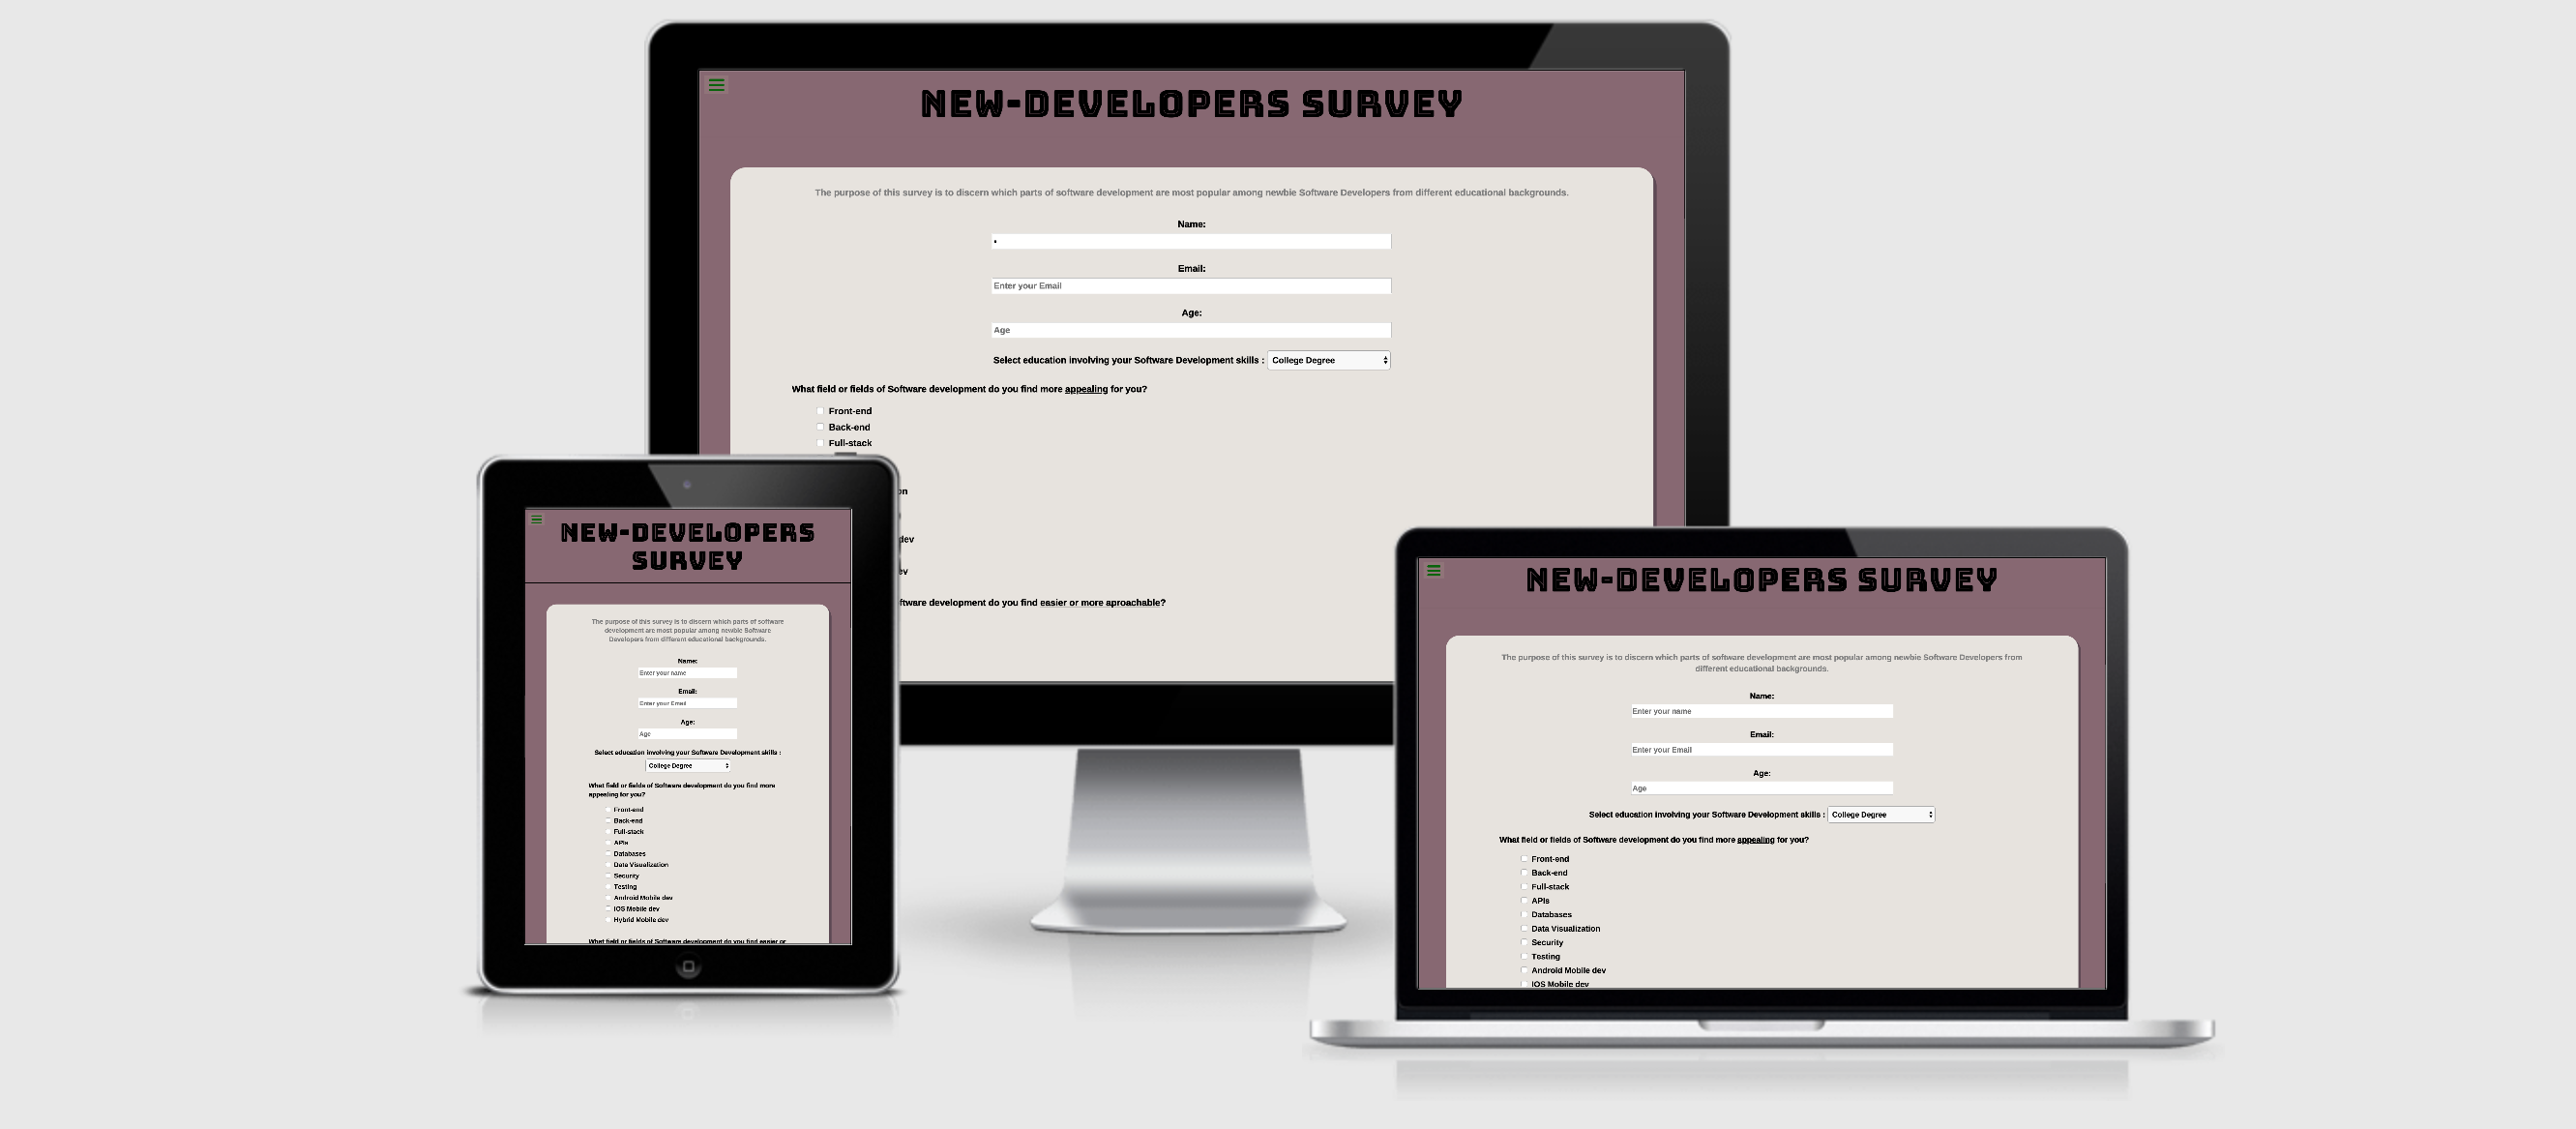 NEW-DEVELOPERS SURVEY
The purpose of this survey is to discern which parts of software development are most popular among newbie Software Developers from different educational backgrounds.
Name:
Email:
Enter your Email
Age:
Age
Select education involving your Software Development skills : College Degree
What field or fields of Software development do you find more appealing for you?
Front-end
Back-end
Full-stack
on
dev
ev
ftware development do you find easier or more aproachable?
NEW-DEVELOPERS
SURVEY
The purpose of this survey is to discern which parts of software
development are most popular among newbie Software
Developers from different educational backgrounds.
Name:
Enter your name
Email:
Enter your Email
Age:
Age
Select education involving your Software Development skills :
College Degree
What field or fields of Software development do you find more
appealing for you?
Front-end
Back-end
Full-stack
APIs
Databases
Data Visualization
Security
Testing
Android Mobile dev
IOS Mobile dev
Hybrid Mobile dev
What field or fields of Software development do you find easier or
NEW-DEVELOPERS SURVEY
The purpose of this survey is to discern which parts of software development are most popular among newbie Software Developers from
different educational backgrounds.
Name:
Enter your name
Email:
Enter your Email
Age:
Age
Select education involving your Software Development skills : College Degree
What field or fields of Software development do you find more appealing for you?
Front-end
Back-end
Full-stack
APIs
Databases
Data Visualization
Security
Testing
Android Mobile dev
IOS Mobile dev